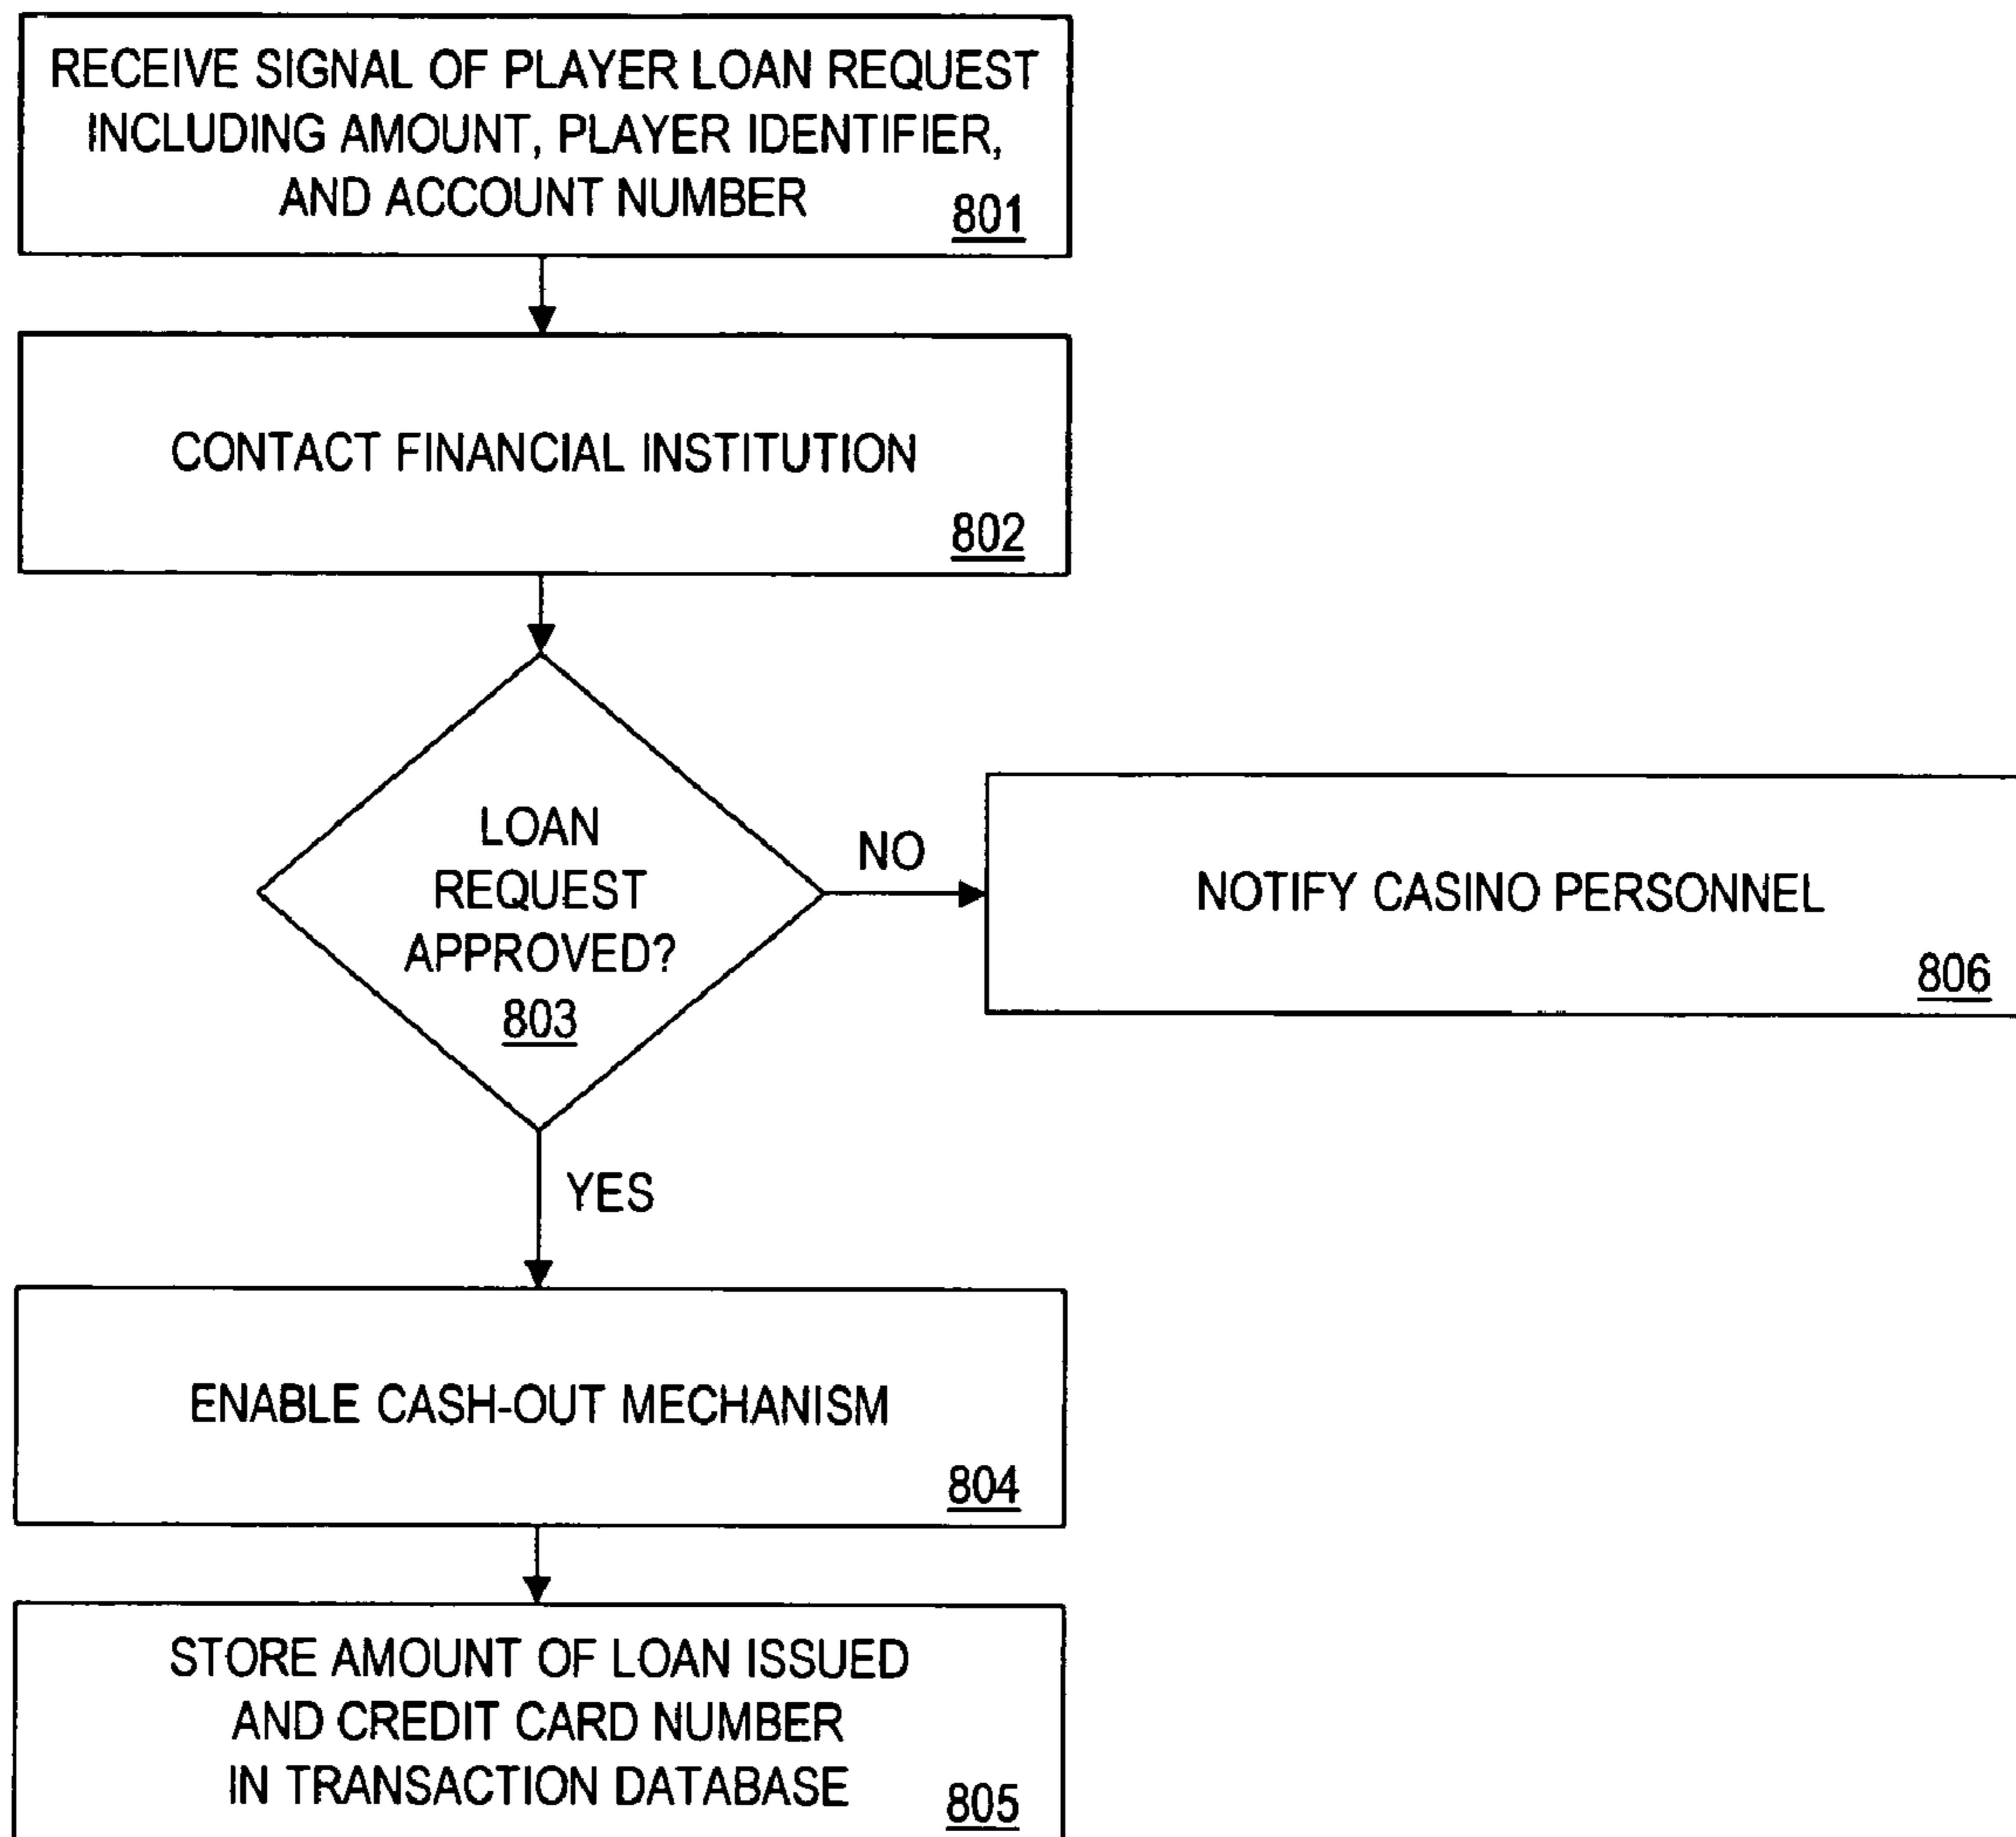 RECEIVE SIGNAL OF PLAYER LOAN REQUEST
INCLUDING AMOUNT, PLAYER IDENTIFIER,
AND ACCOUNT NUMBER
801
CONTACT FINANCIAL INSTITUTION
802
LOAN
REQUEST
APPROVED?
803
NO
NOTIFY CASINO PERSONNEL
806
YES
ENABLE CASH-OUT MECHANISM
804
STORE AMOUNT OF LOAN ISSUED
AND CREDIT CARD NUMBER
IN TRANSACTION DATABASE
805